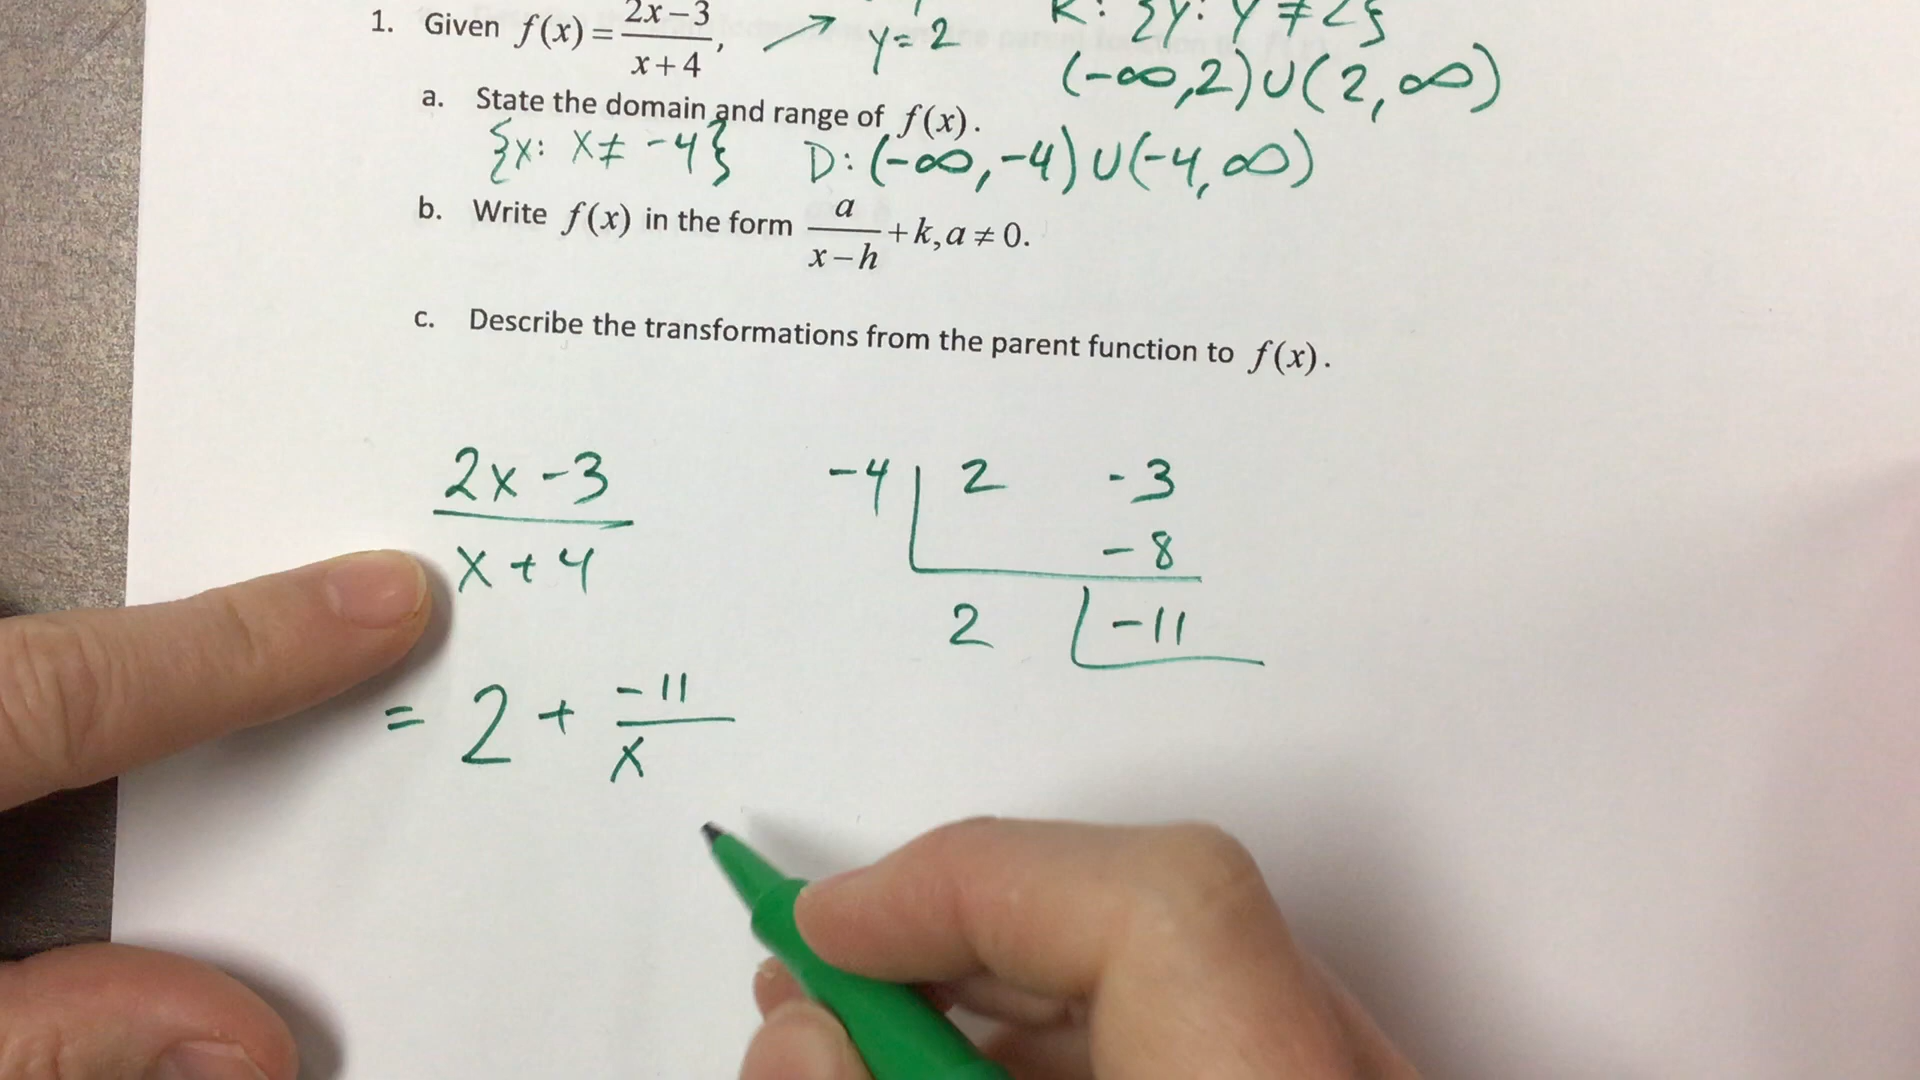 1. Given f(x) = (2x-3)/(x+4), → y=2 R: {y: y ≠ 2}
(-∞,2)∪(2,∞)
a. State the domain and range of f(x).
{x: x ≠ -4} D: (-∞,-4)∪(-4,∞)
b. Write f(x) in the form a/(x-h) + k, a ≠ 0.
c. Describe the transformations from the parent function to f(x).
2x -3
x + 4
= 2 + -11
x
-4 2 -3
-8
2 -11